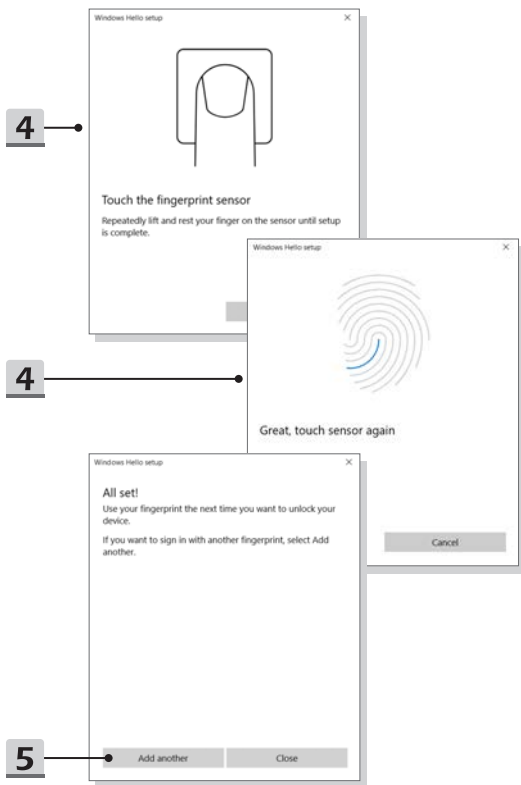 Windows Hello setup
4
Touch the fingerprint sensor
Repeatedly lift and rest your finger on the sensor until setup
is complete.
Windows Hello setup
4
Great, touch sensor again
Cancel
Windows Hello setup
All set!
Use your fingerprint the next time you want to unlock your
device.
If you want to sign in with another fingerprint, select Add
another.
5
Add another
Close